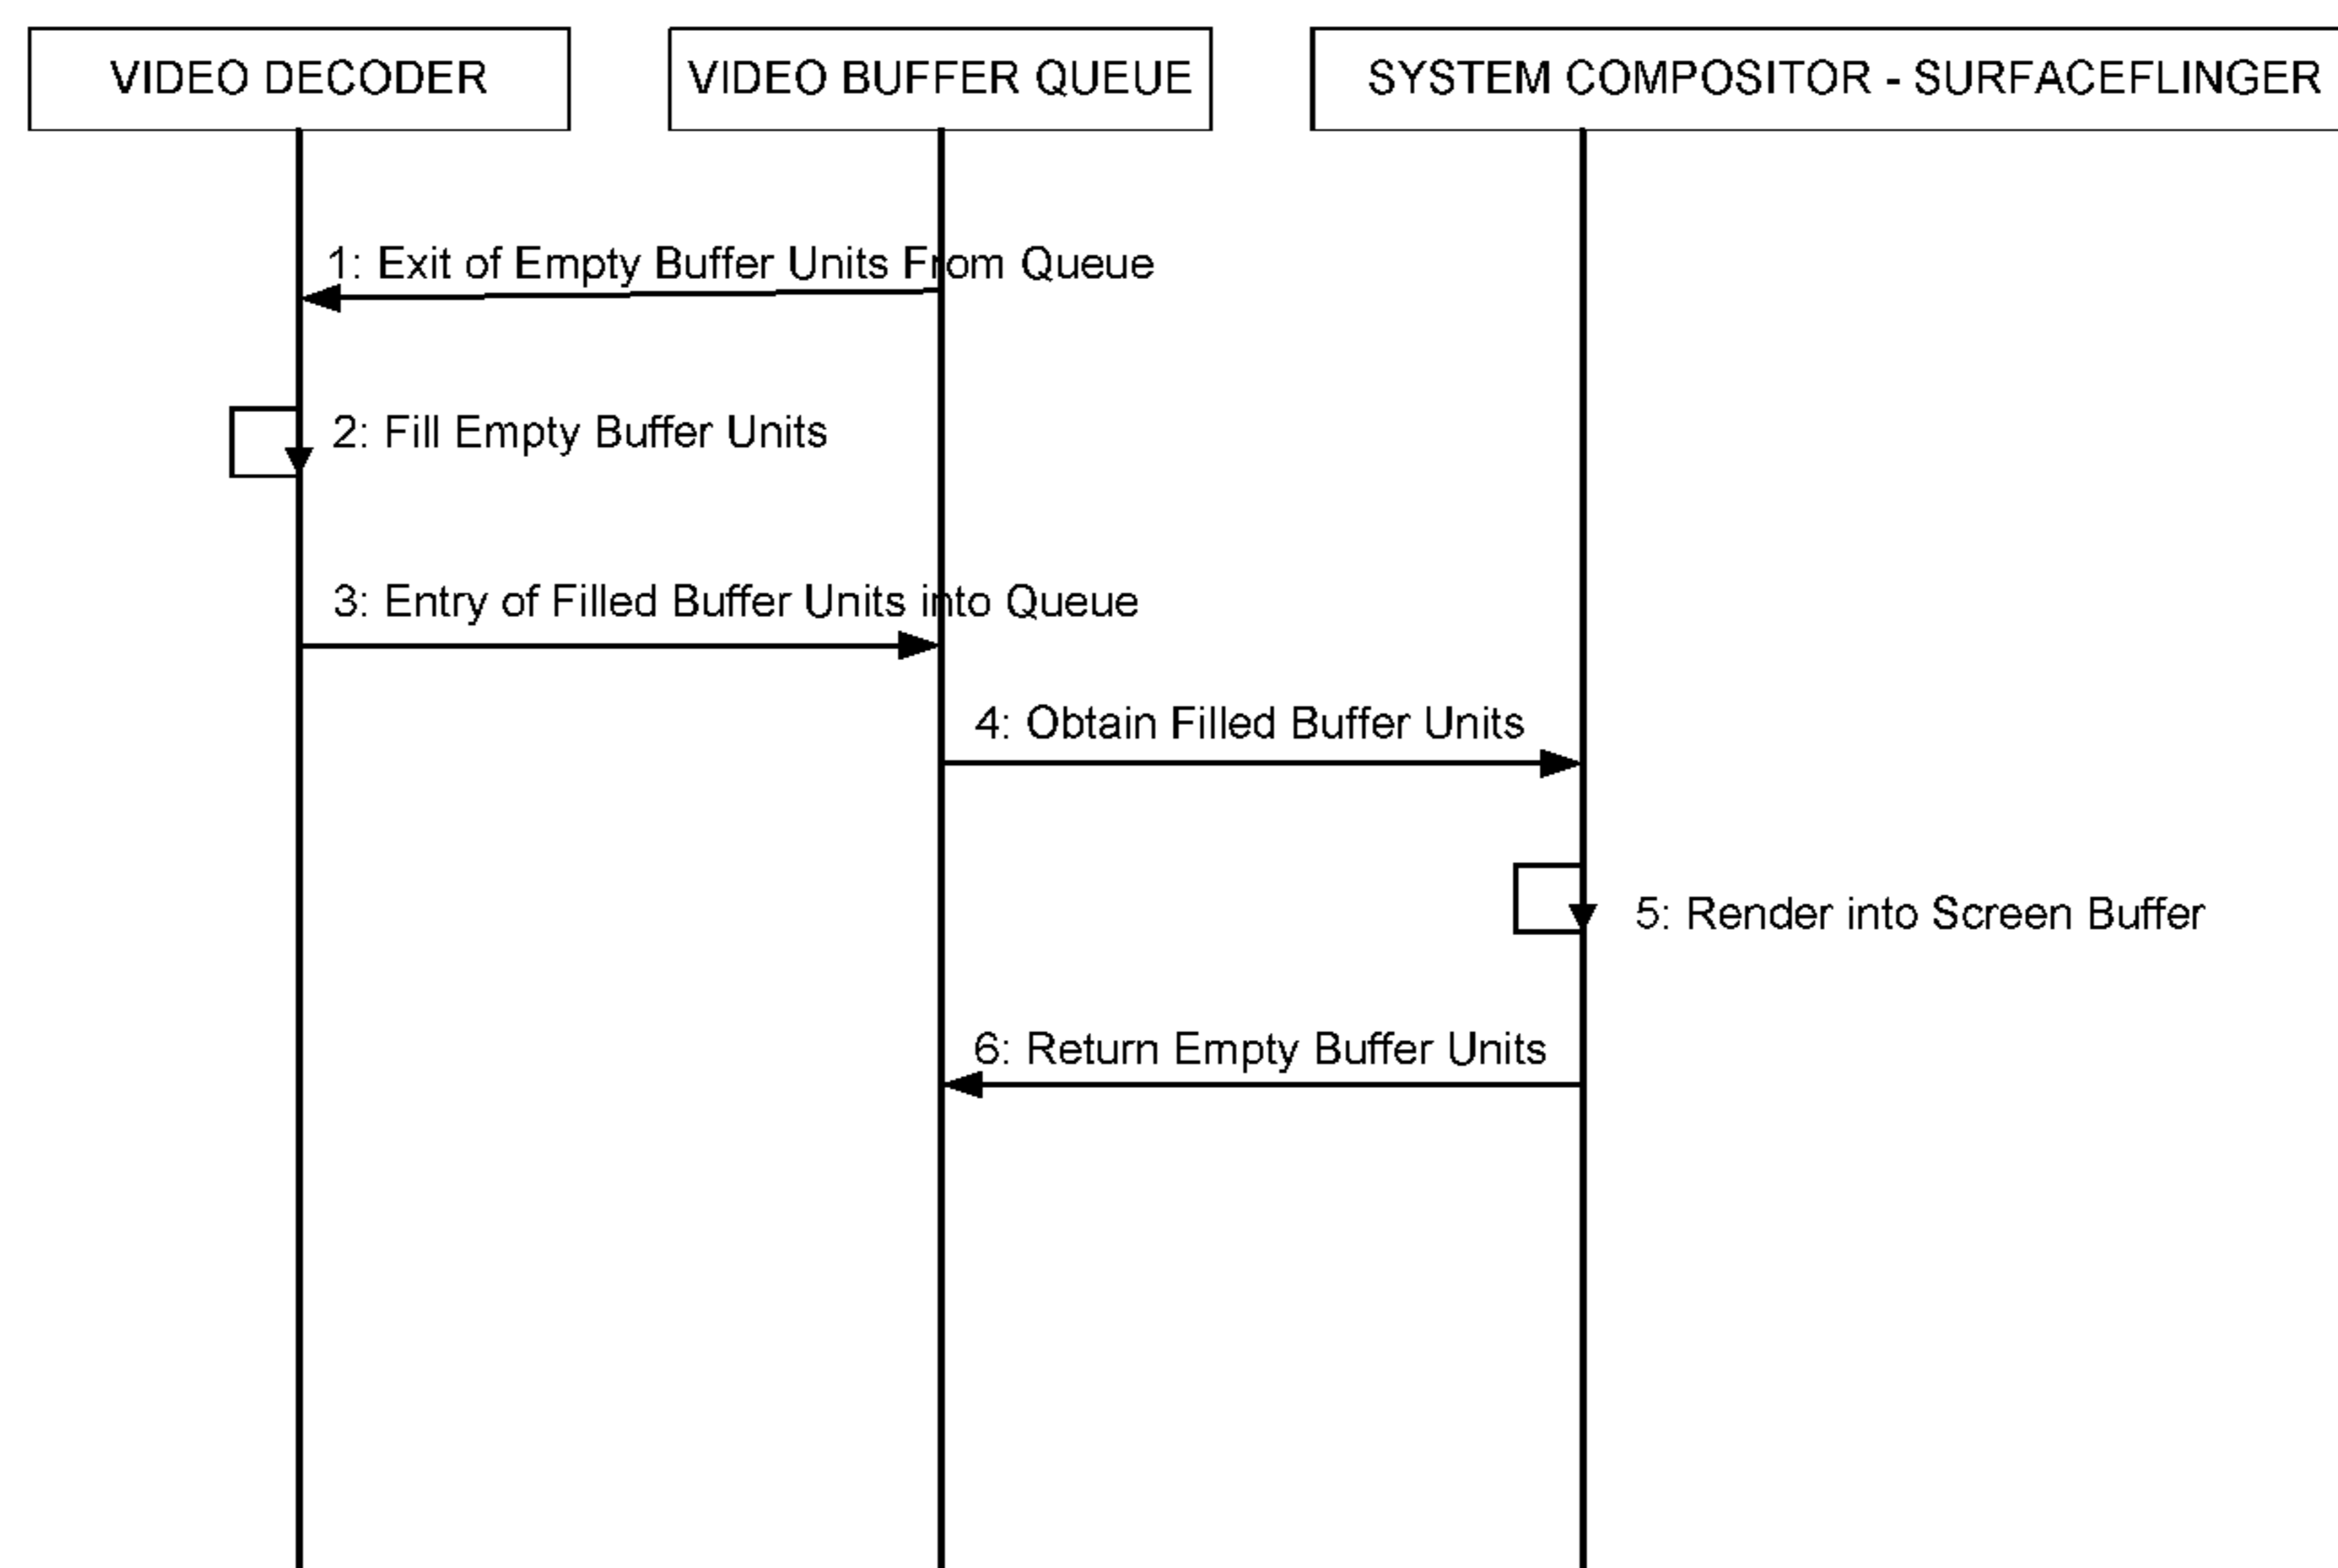 VIDEO DECODER
VIDEO BUFFER QUEUE
SYSTEM COMPOSITOR - SURFACEFLINGER
1: Exit of Empty Buffer Units From Queue
2: Fill Empty Buffer Units
3: Entry of Filled Buffer Units into Queue
4: Obtain Filled Buffer Units
5: Render into Screen Buffer
6: Return Empty Buffer Units